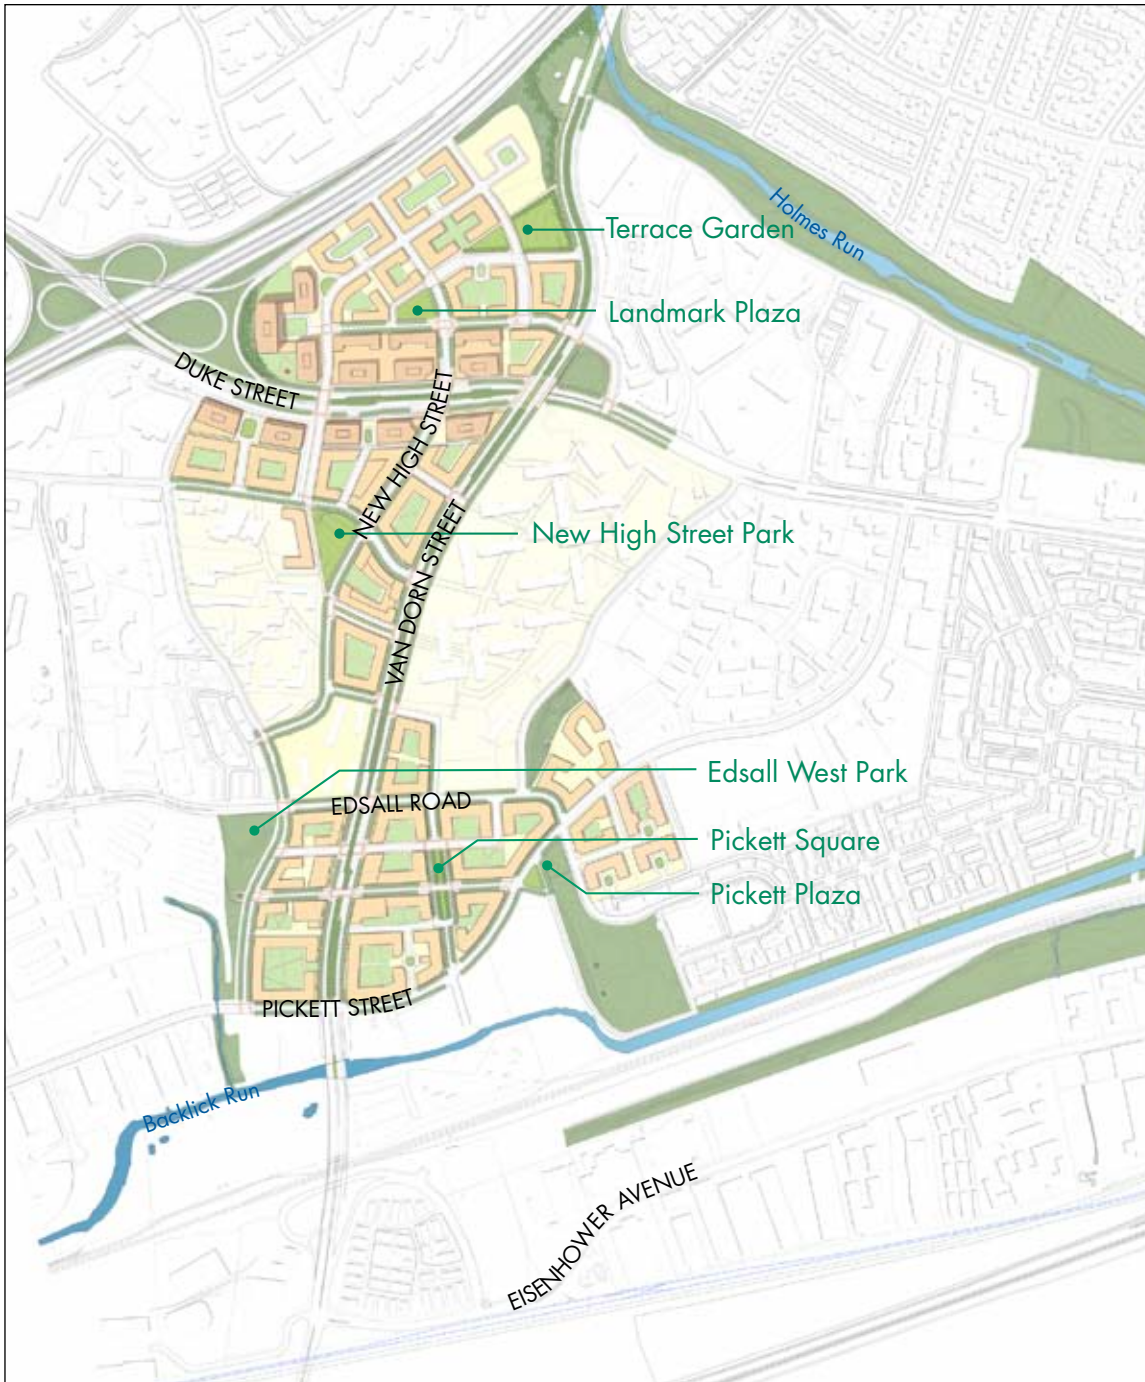 Holmes Run
Terrace Garden
Landmark Plaza
DUKE STREET
NEW HIGH STREET
New High Street Park
VAN DORN STREET
Edsall West Park
EDSALL ROAD
Pickett Square
Pickett Plaza
PICKETT STREET
Backlick Run
EISENHOWER AVENUE